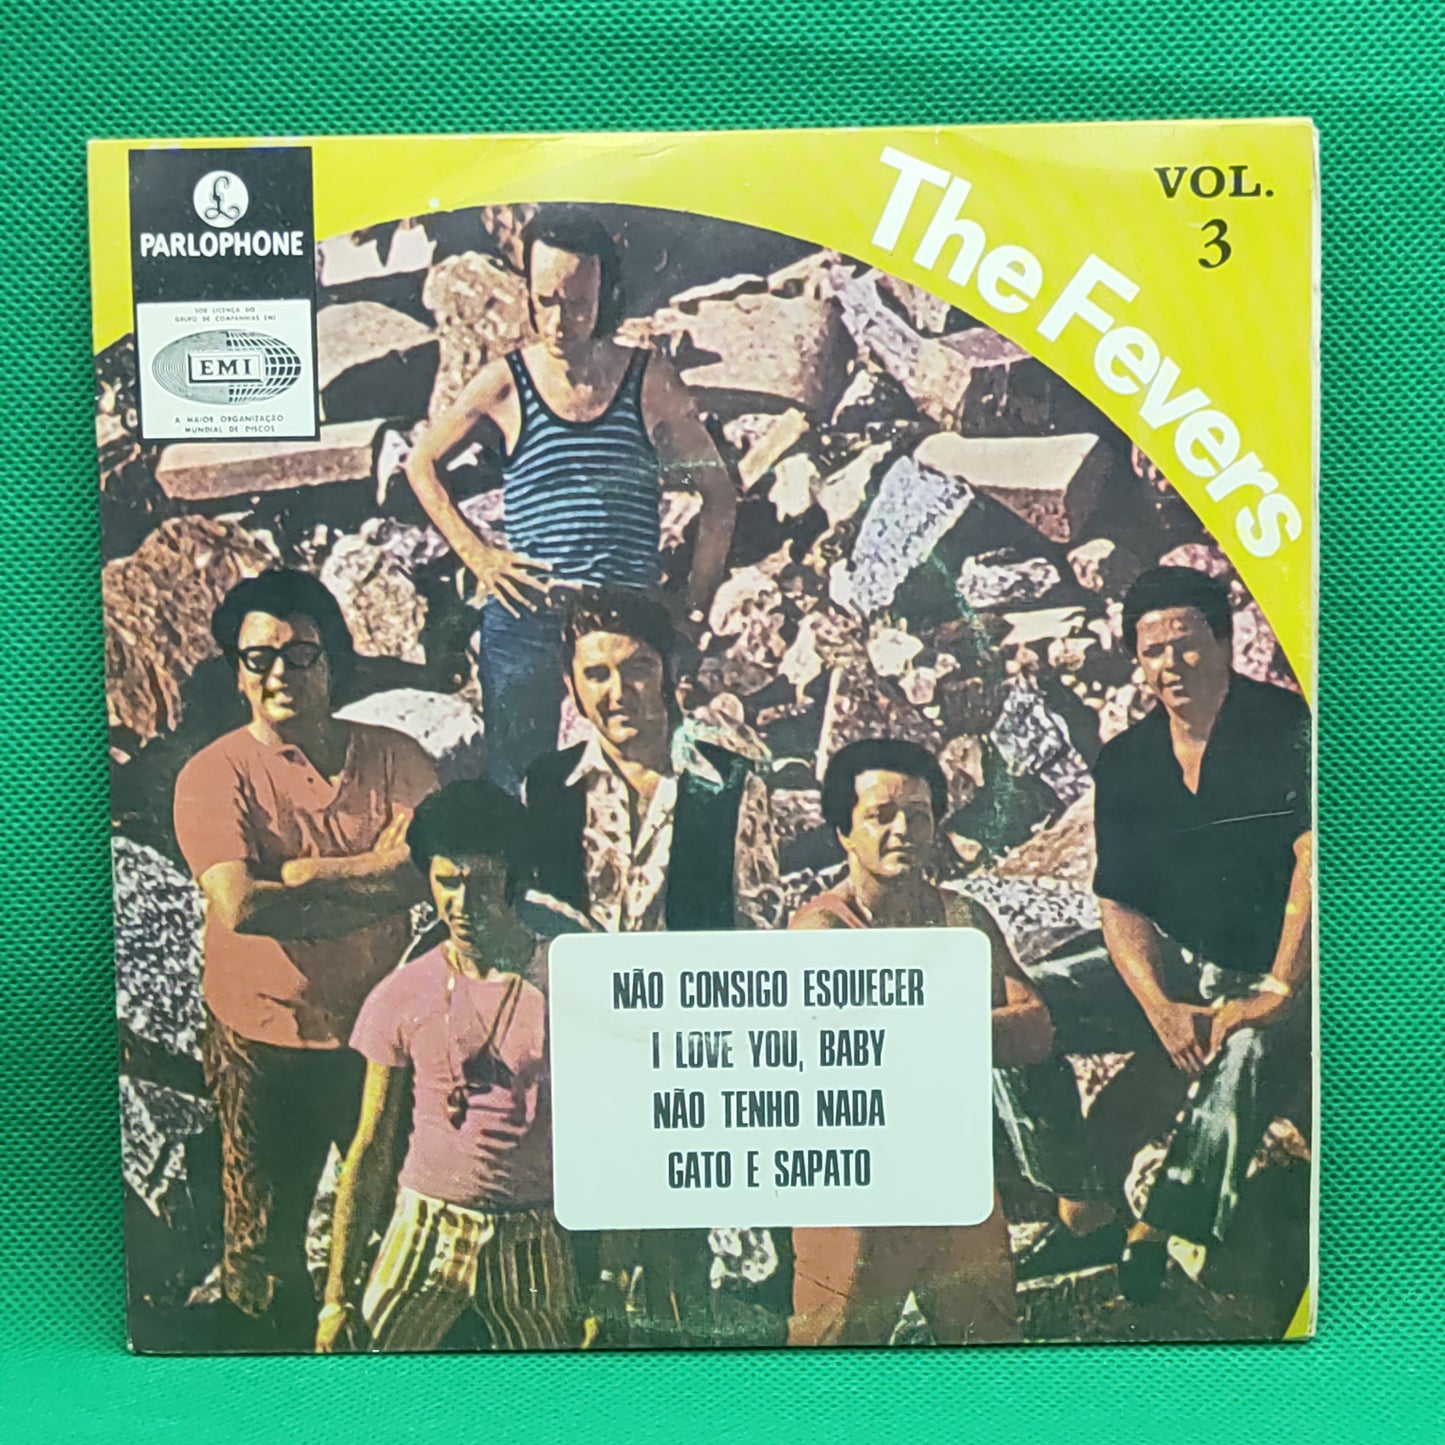 £
PARLOPHONE
SOB LICENÇA DO
GRUPO DE COMPANHIAS EMI
EMI
A MAIOR ORGANIZAÇÃO
MUNDIAL DE DISCOS
The Fevers
VOL.
3
NÃO CONSIGO ESQUECER
I LOVE YOU, BABY
NÃO TENHO NADA
GATO E SAPATO